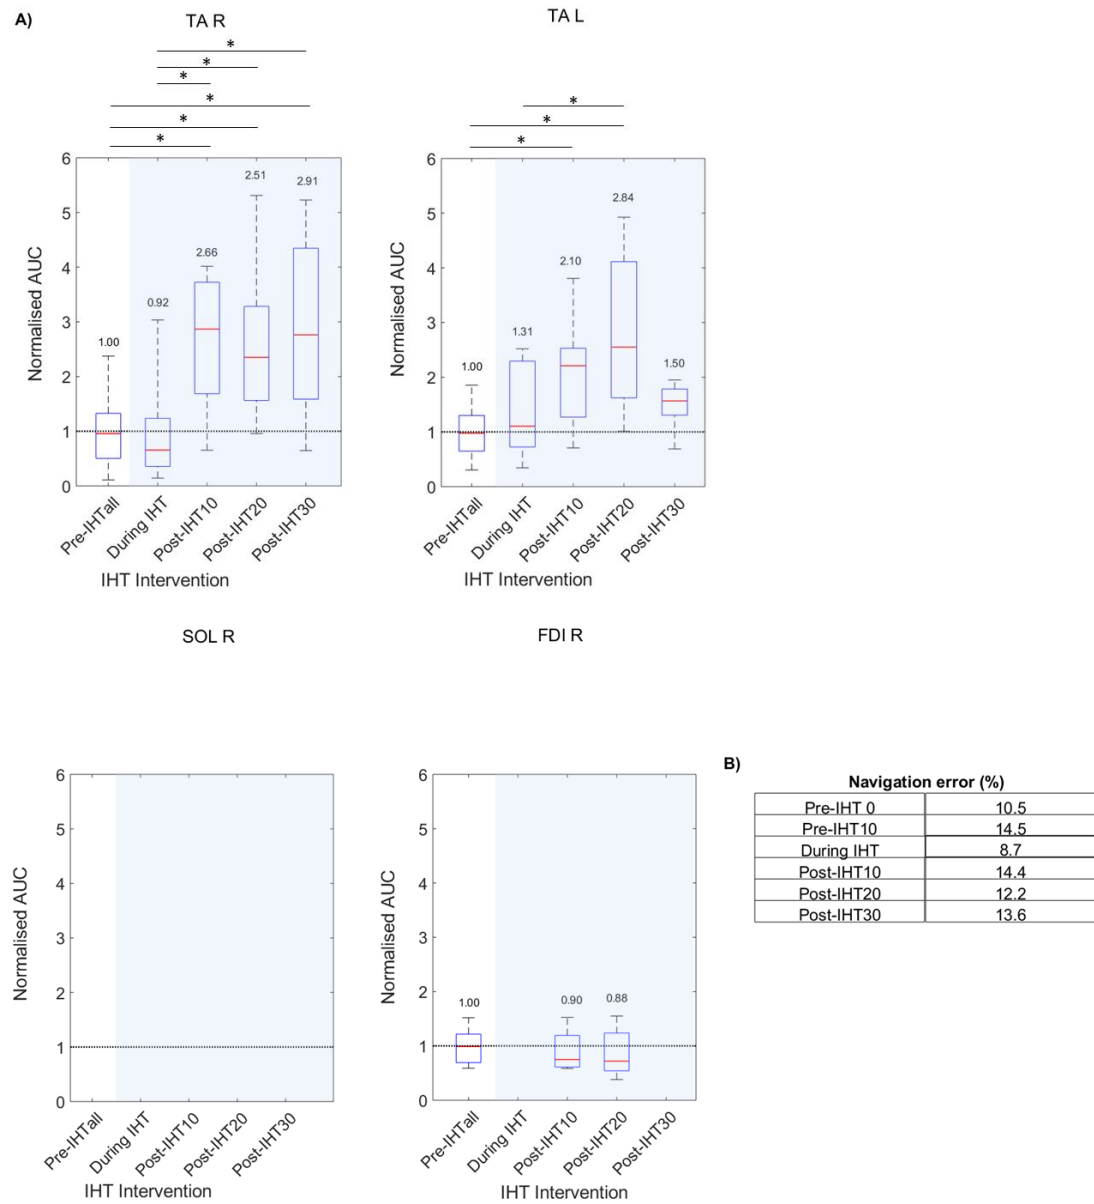 A)
TA R
TA L
*
*
*
*
*
*
*
*
*
Normalised AUC
6
5
4
3
2
1
0
1.00
0.92
2.66
2.51
2.91
Pre-IHTall
During IHT
Post-IHT10
Post-IHT20
Post-IHT30
IHT Intervention
Normalised AUC
6
5
4
3
2
1
0
1.00
1.31
2.10
2.84
1.50
Pre-IHTall
During IHT
Post-IHT10
Post-IHT20
Post-IHT30
IHT Intervention
SOL R
FDI R
Normalised AUC
6
5
4
3
2
1
0
Pre-IHTall
During IHT
Post-IHT10
Post-IHT20
Post-IHT30
IHT Intervention
Normalised AUC
6
5
4
3
2
1
0
1.00
0.90
0.88
Pre-IHTall
During IHT
Post-IHT10
Post-IHT20
Post-IHT30
IHT Intervention
B)
Navigation error (%)
Pre-IHT 0 10.5
Pre-IHT10 14.5
During IHT 8.7
Post-IHT10 14.4
Post-IHT20 12.2
Post-IHT30 13.6